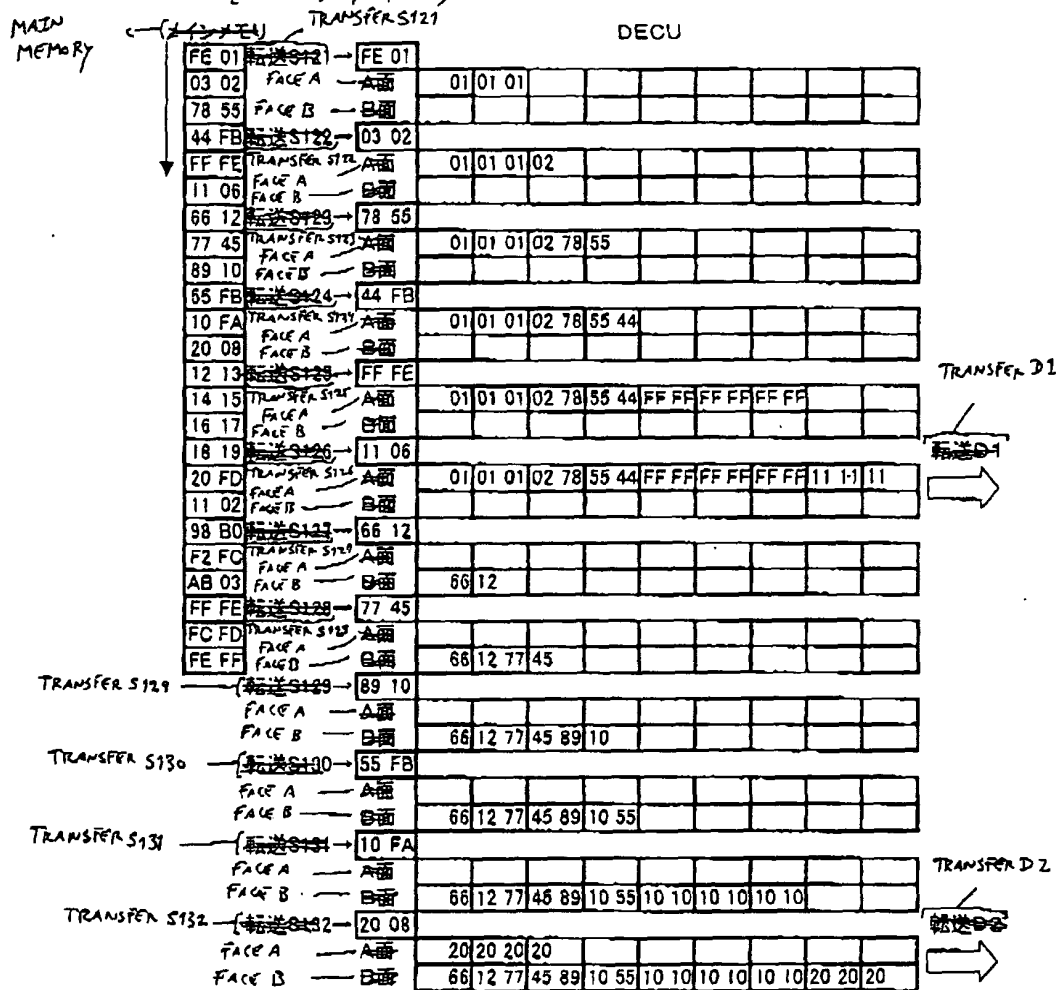 MAIN MEMORY
メインメモリ
TRANSFER S121
DECU
FE 01 転送S121 → FE 01
03 02 FACE A A面 01 01 01
78 55 FACE B B面
44 FB 転送S122 → 03 02
FF FE TRANSFER S122 FACE A A面 01 01 01 02
11 06 FACE B B面
66 12 転送S123 → 78 55
77 45 TRANSFER S123 FACE A A面 01 01 01 02 78 55
89 10 FACE B B面
55 FB 転送S124 → 44 FB
10 FA TRANSFER S124 FACE A A面 01 01 01 02 78 55 44
20 08 FACE B B面
12 13 転送S125 → FF FE
TRANSFER D1
14 15 TRANSFER S125 FACE A A面 01 01 01 02 78 55 44 FF FF FF FF FF FF
16 17 FACE B B面
18 19 転送S126 → 11 06
転送D1
20 FD TRANSFER S126 FACE A A面 01 01 01 02 78 55 44 FF FF FF FF FF FF 11 11 11
11 02 FACE B B面
98 B0 転送S127 → 66 12
F2 FC FACE A A面
AB 03 FACE B B面 66 12
FF FE 転送S128 → 77 45
FC FD TRANSFER S128 FACE A A面
FE FF FACE B B面 66 12 77 45
TRANSFER S129 転送S129 → 89 10
FACE A A面
FACE B B面 66 12 77 45 89 10
TRANSFER S130 転送S130 → 55 FB
FACE A A面
FACE B B面 66 12 77 45 89 10 55
TRANSFER S131 転送S131 → 10 FA
FACE A A面
TRANSFER D2
FACE B B面 66 12 77 45 89 10 55 10 10 10 10 10 10
TRANSFER S132 転送S132 → 20 08
転送D2
FACE A A面 20 20 20 20
FACE B B面 66 12 77 45 89 10 55 10 10 10 10 10 10 20 20 20